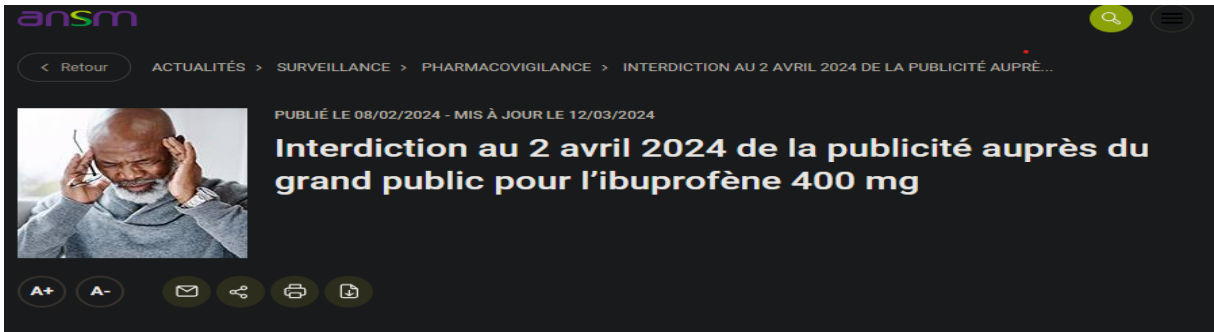 ansm
< Retour ACTUALITÉS > SURVEILLANCE > PHARMACOVIGILANCE > INTERDICTION AU 2 AVRIL 2024 DE LA PUBLICITÉ AUPRÈ...
PUBLIÉ LE 08/02/2024 - MIS À JOUR LE 12/03/2024
Interdiction au 2 avril 2024 de la publicité auprès du
grand public pour l’ibuprofène 400 mg
A+ A-